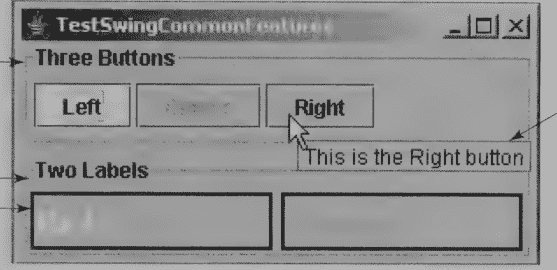 TestSwingCommonFeatures
Three Buttons
Left
Right
This is the Right button
Two Labels